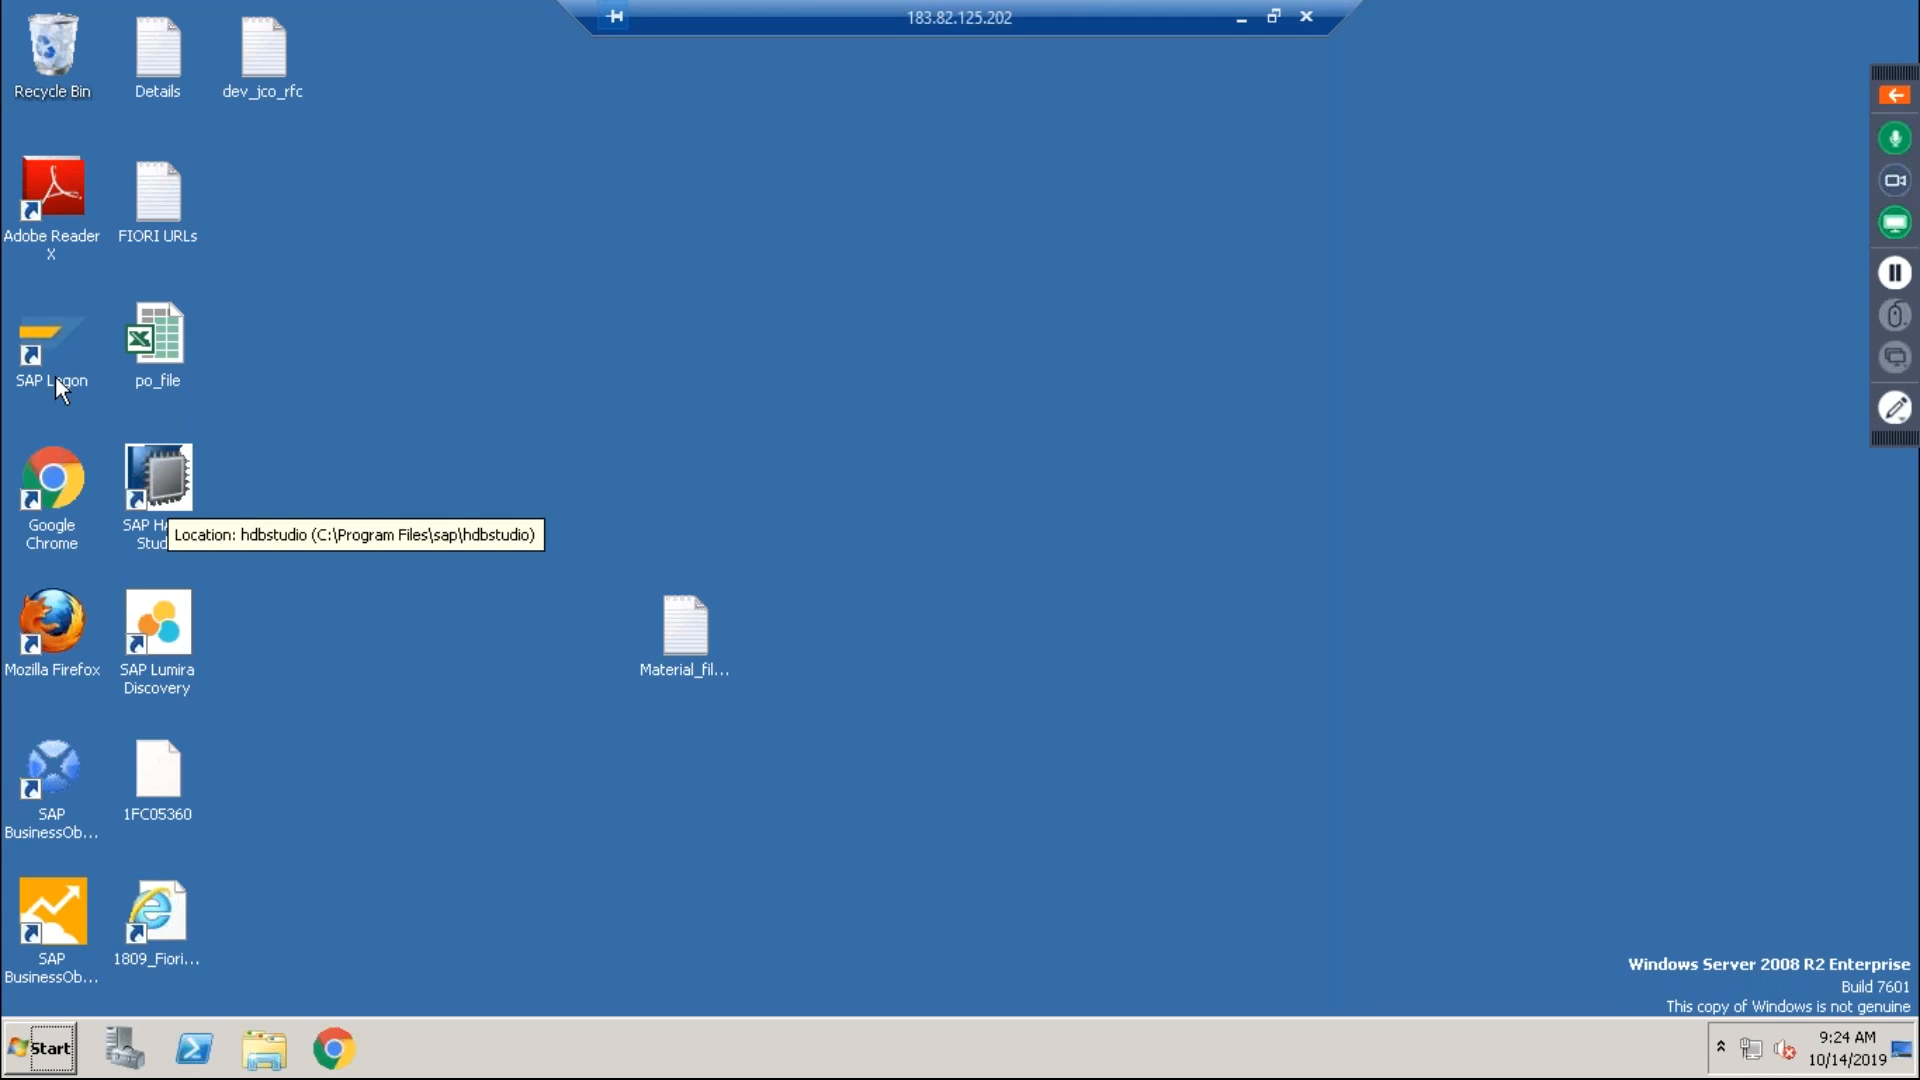 183.82.125.202
Recycle Bin
Details
dev_jco_rfc
Adobe Reader
X
FIORI URLs
SAP Logon
po_file
Google
Chrome
Location: hdbstudio (C:\Program Files\sap\hdbstudio)
Mozilla Firefox
SAP Lumira
Discovery
Material_fil...
SAP
BusinessOb...
1FC05360
SAP
BusinessOb...
1809_Fiori...
Windows Server 2008 R2 Enterprise
Build 7601
This copy of Windows is not genuine
Start
9:24 AM
10/14/2019